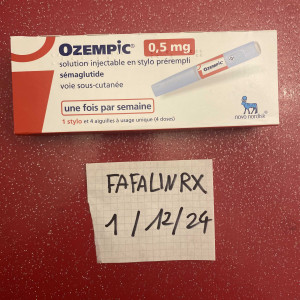 OZEMPIC® 0,5 mg
solution injectable en stylo prérempli
sémaglutide
voie sous-cutanée
OZEMPIC®
une fois par semaine
1 stylo et 4 aiguilles à usage unique (4 doses)
novo nordisk
FAFALINRX
1/12/24